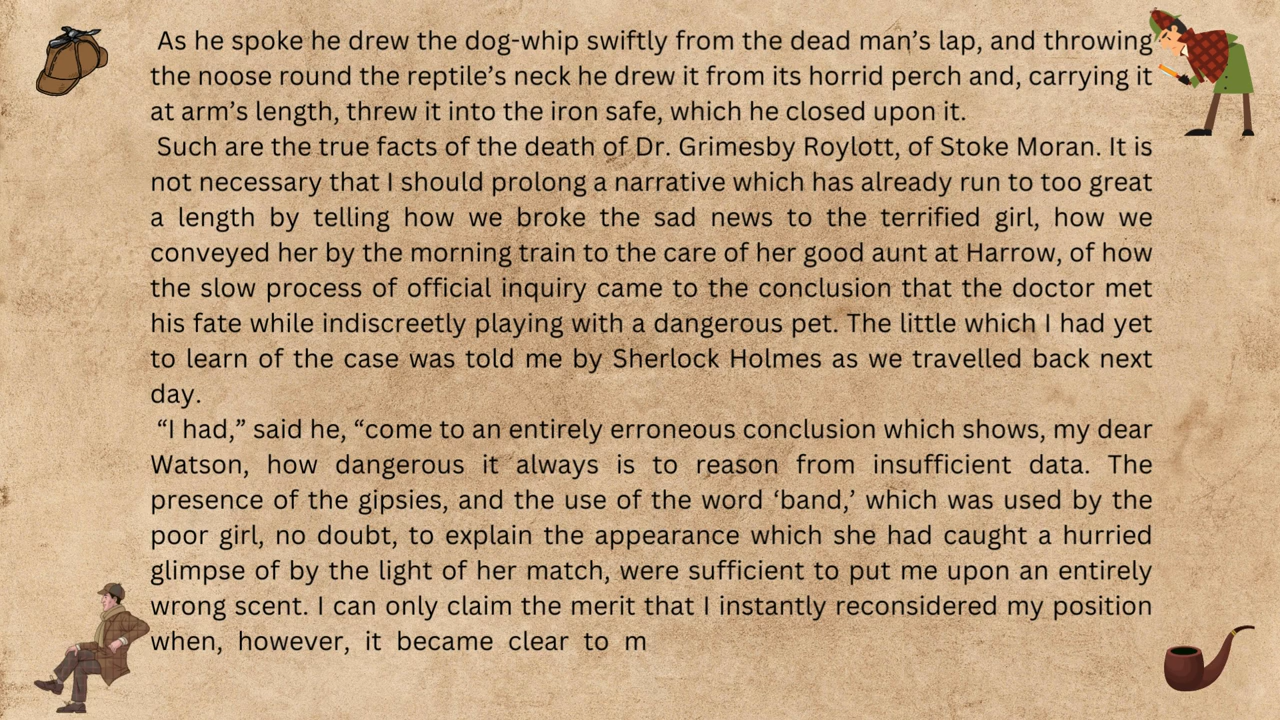 As he spoke he drew the dog-whip swiftly from the dead man’s lap, and throwing
the noose round the reptile’s neck he drew it from its horrid perch and, carrying it
at arm’s length, threw it into the iron safe, which he closed upon it.
Such are the true facts of the death of Dr. Grimesby Roylott, of Stoke Moran. It is
not necessary that I should prolong a narrative which has already run to too great
a length by telling how we broke the sad news to the terrified girl, how we
conveyed her by the morning train to the care of her good aunt at Harrow, of how
the slow process of official inquiry came to the conclusion that the doctor met
his fate while indiscreetly playing with a dangerous pet. The little which I had yet
to learn of the case was told me by Sherlock Holmes as we travelled back next
day.
“I had,” said he, “come to an entirely erroneous conclusion which shows, my dear
Watson, how dangerous it always is to reason from insufficient data. The
presence of the gipsies, and the use of the word ‘band,’ which was used by the
poor girl, no doubt, to explain the appearance which she had caught a hurried
glimpse of by the light of her match, were sufficient to put me upon an entirely
wrong scent. I can only claim the merit that I instantly reconsidered my position
when, however, it became clear to m